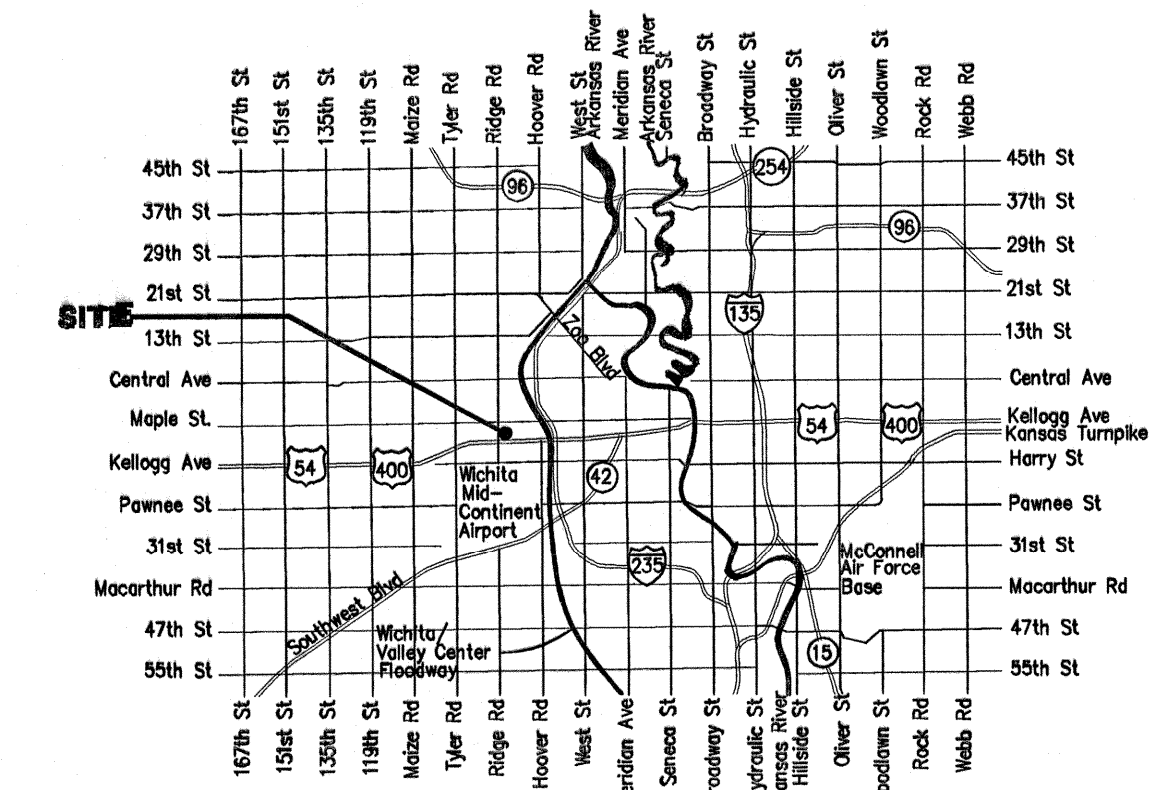 167th St
151st St
135th St
119th St
Maize Rd
Tyler Rd
Ridge Rd
Hoover Rd
West St
Arkansas River
Meridian Ave
Arkansas River
Seneca St
Broadway St
Hydraulic St
Hillside St
Oliver St
Woodlawn St
Rock Rd
Webb Rd
45th St
37th St
29th St
21st St
SITE
13th St
Central Ave
Maple St.
Kellogg Ave
Pawnee St
31st St
Macarthur Rd
47th St
55th St
96
254
96
135
Zoo Blvd
54
400
54
400
42
Wichita
Mid-
Continent
Airport
235
McConnell
Air Force
Base
Southwest Blvd
Wichita/
Valley Center
Floodway
15
45th St
37th St
29th St
21st St
13th St
Central Ave
Kellogg Ave
Kansas Turnpike
Harry St
Pawnee St
31st St
Macarthur Rd
47th St
55th St
167th St
151st St
135th St
119th St
Maize Rd
Tyler Rd
Ridge Rd
Hoover Rd
West St
eridian Ave
Seneca St
roadway St
ydraulic St
ansas River
Hillside St
Oliver St
oodlawn St
Rock Rd
Webb Rd